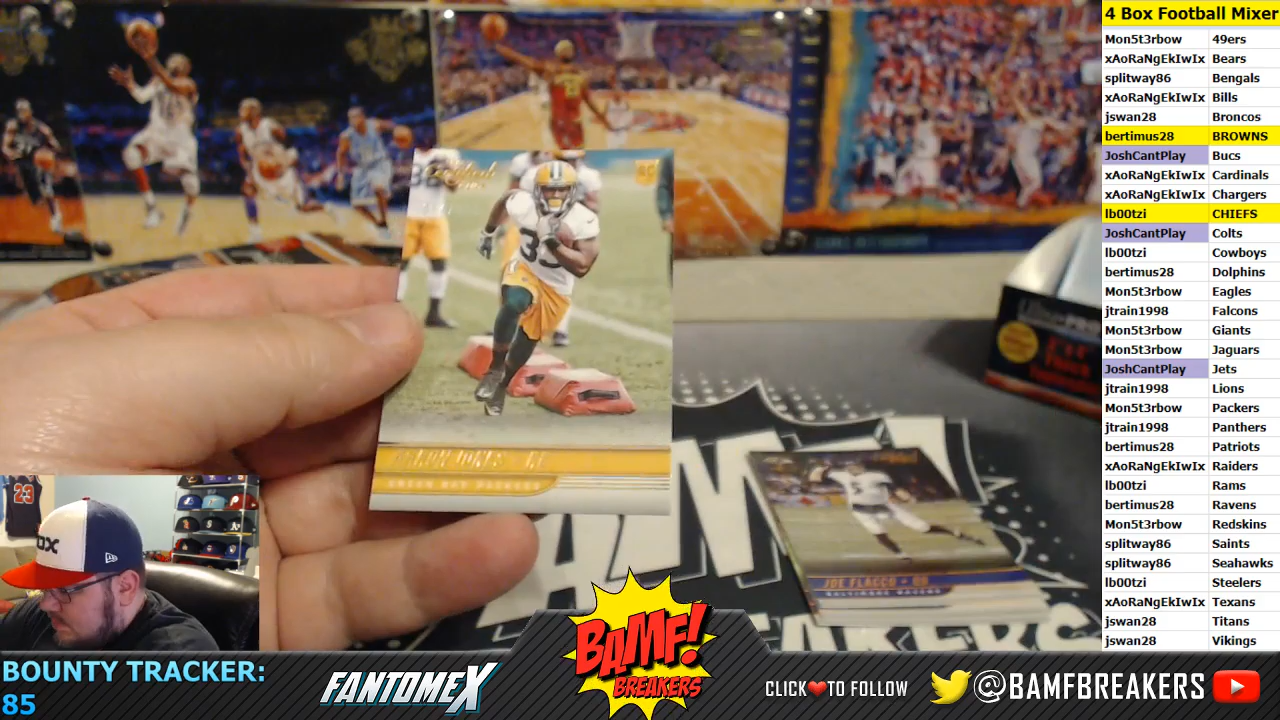 4 Box Football Mixer
Mon5t3rbow 49ers
xAoRaNgEkIwIx Bears
splitway86 Bengals
xAoRaNgEkIwIx Bills
jswan28 Broncos
bertimus28 BROWNS
JoshCantPlay Bucs
xAoRaNgEkIwIx Cardinals
xAoRaNgEkIwIx Chargers
lb00tzi CHIEFS
JoshCantPlay Colts
lb00tzi Cowboys
bertimus28 Dolphins
Mon5t3rbow Eagles
jtrain1998 Falcons
Mon5t3rbow Giants
Mon5t3rbow Jaguars
JoshCantPlay Jets
jtrain1998 Lions
Mon5t3rbow Packers
jtrain1998 Panthers
bertimus28 Patriots
xAoRaNgEkIwIx Raiders
lb00tzi Rams
bertimus28 Ravens
Mon5t3rbow Redskins
splitway86 Saints
splitway86 Seahawks
lb00tzi Steelers
xAoRaNgEkIwIx Texans
jswan28 Titans
jswan28 Vikings
RC
33
GREEN BAY PACKERS
JOE FLACCO • QB
BALTIMORE RAVENS
23
BOUNTY TRACKER:
85
FANTOMEX
BAMF!
BREAKERS
CLICK❤TO FOLLOW
@BAMFBREAKERS